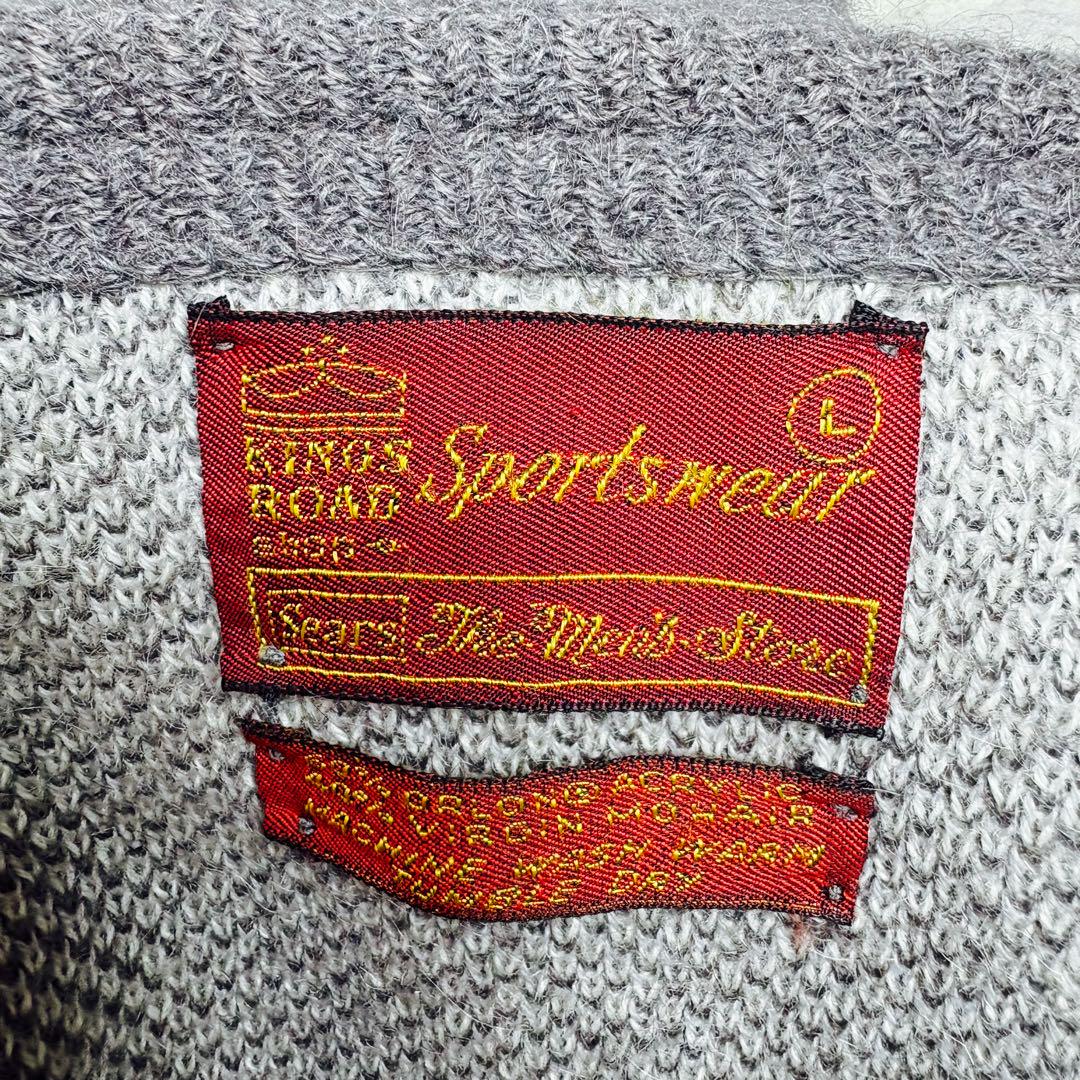 L
KINGS
ROAD
shop
Sportswear
Sears The Men's Store
ORLON® ACRYLIC
VIRGIN MOHAIR
MACHINE WASH WARM
TUMBLE DRY